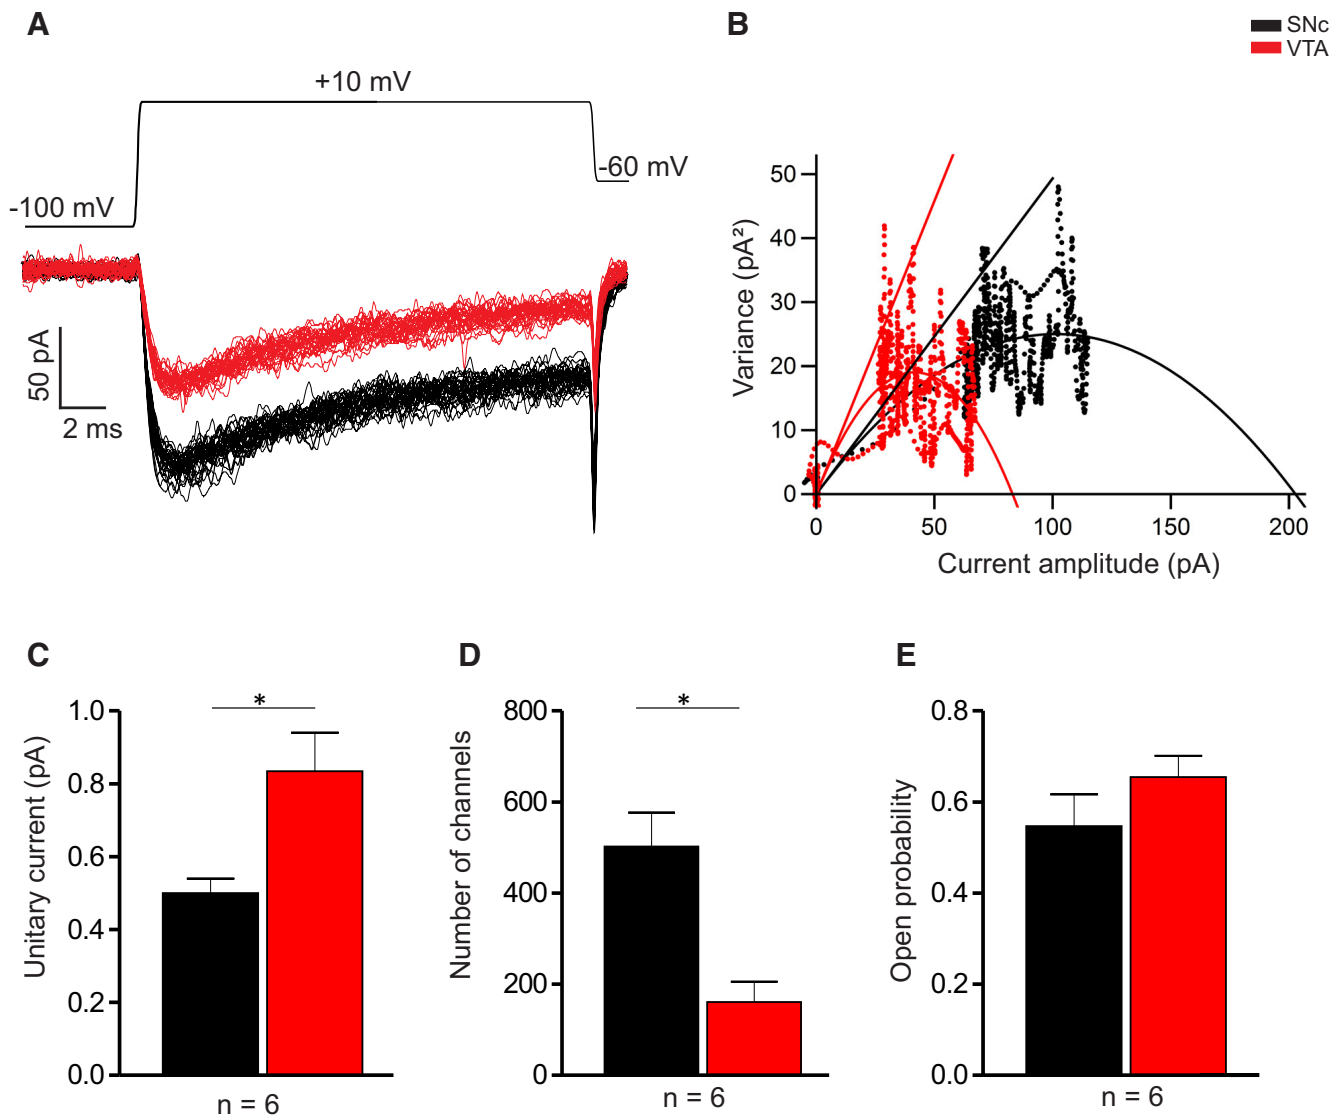 A
+10 mV
-60 mV
-100 mV
50 pA
2 ms
B
SNc
VTA
Variance (pA²)
50
40
30
20
10
0
0 50 100 150 200
Current amplitude (pA)
C
*
Unitary current (pA)
1.0
0.8
0.6
0.4
0.2
0.0
n = 6
D
*
Number of channels
800
600
400
200
0
n = 6
E
Open probability
0.8
0.6
0.4
0.2
0.0
n = 6